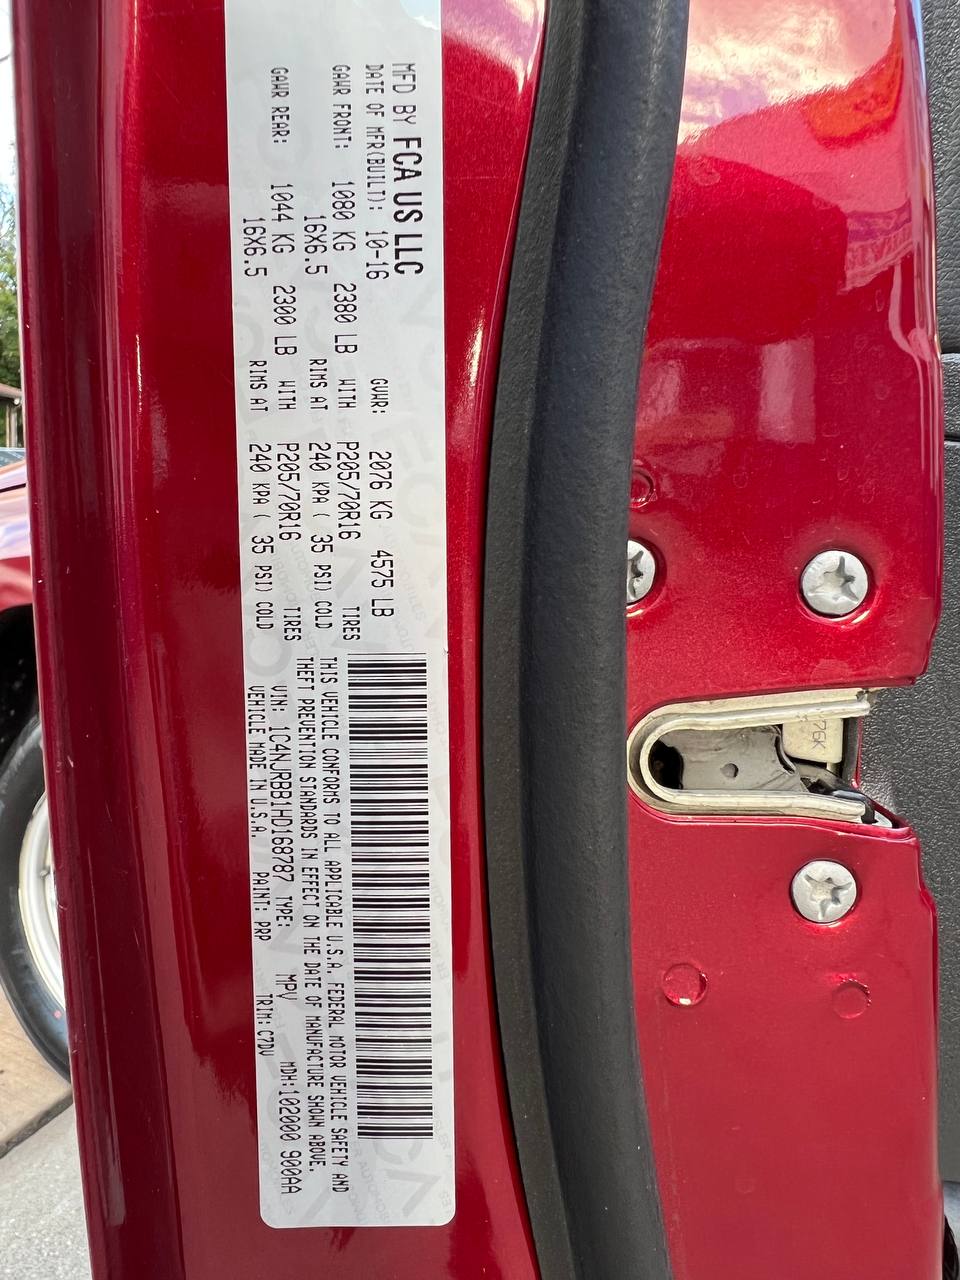 MFD BY FCA US LLC
DATE OF MFR(BUILT): 10-16 GVWR: 2076 KG 4575 LB
GAWR FRONT: 1080 KG 2380 LB WITH P205/70R16 TIRES
16X6.5 RIMS AT 240 KPA ( 35 PSI) COLD
GAWR REAR: 1044 KG 2300 LB WITH P205/70R16 TIRES
16X6.5 RIMS AT 240 KPA ( 35 PSI) COLD
THIS VEHICLE CONFORMS TO ALL APPLICABLE U.S.A. FEDERAL MOTOR VEHICLE SAFETY AND
THEFT PREVENTION STANDARDS IN EFFECT ON THE DATE OF MANUFACTURE SHOWN ABOVE.
VIN: 1C4NJRBB1HD168787 TYPE: MPV MDH:102000 900AA
VEHICLE MADE IN U.S.A. PAINT: PRP TRIM: C7DV